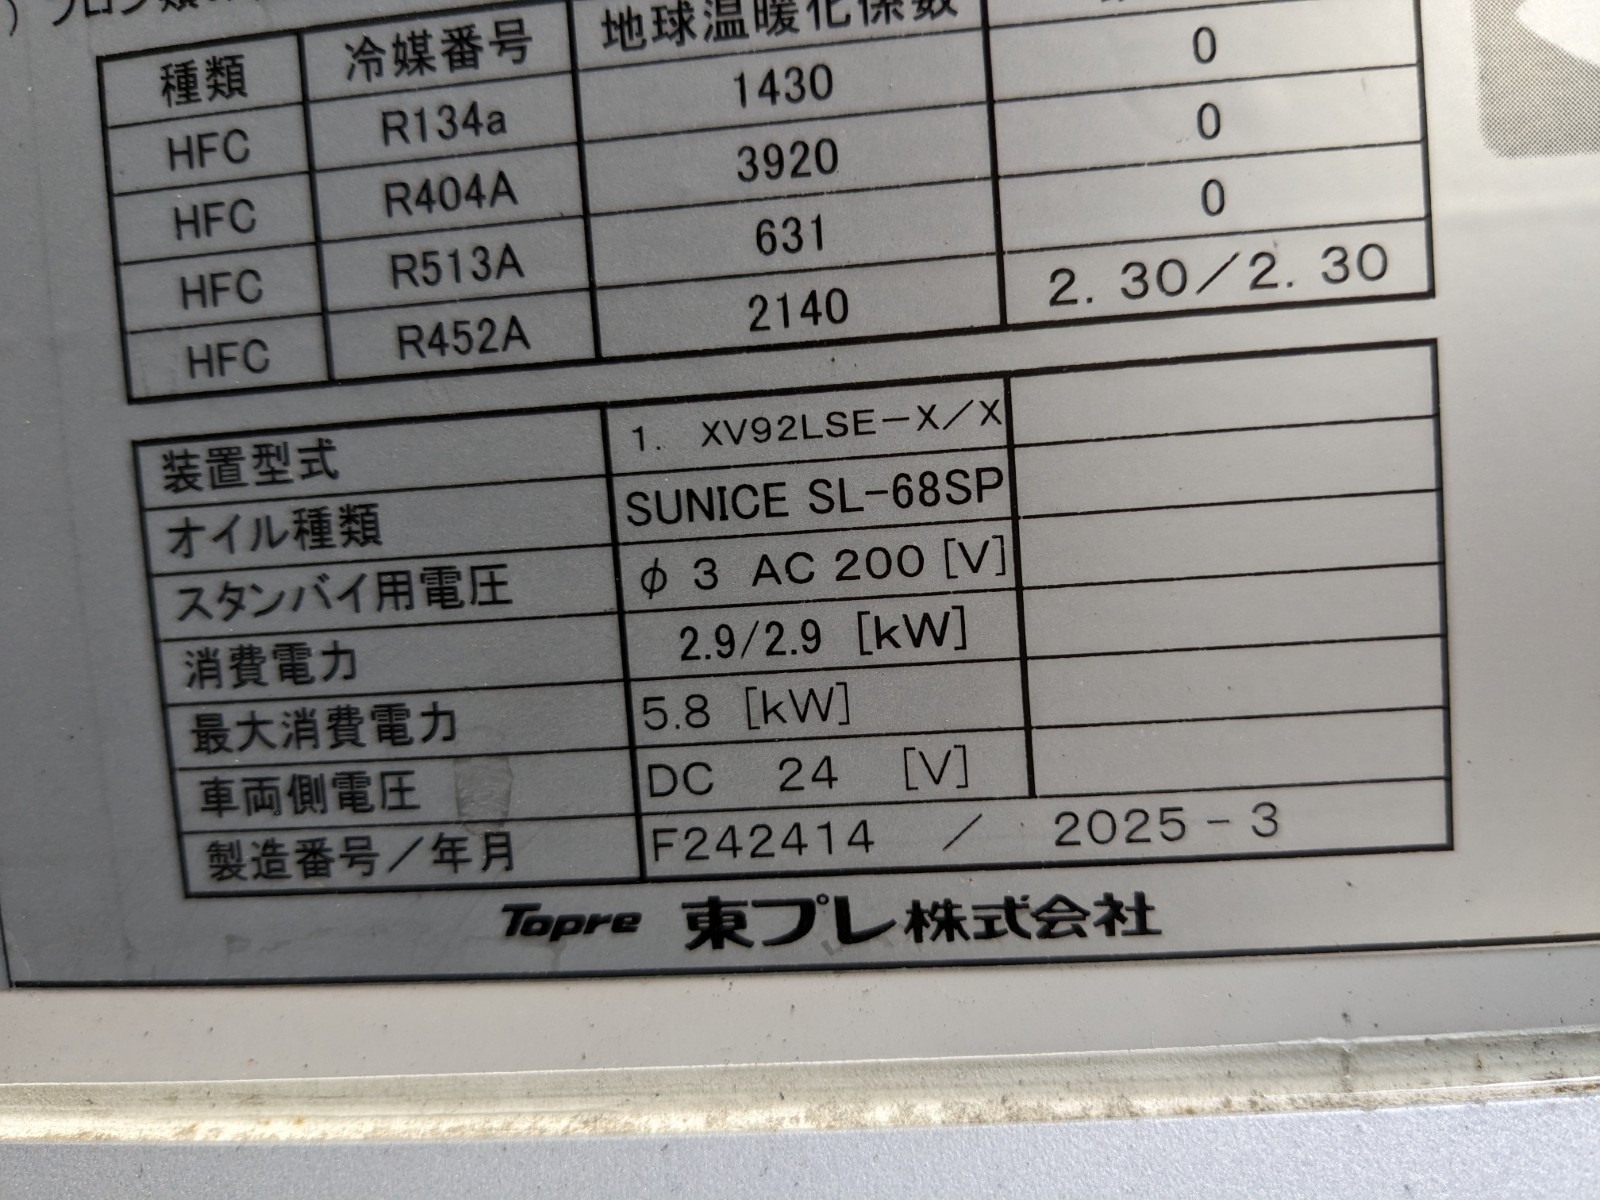 種類 冷媒番号 地球温暖化係数
HFC R134a 1430 0
HFC R404A 3920 0
HFC R513A 631 0
HFC R452A 2140 2.30／2.30
装置型式 1. XV92LSE－X／X
オイル種類 SUNICE SL-68SP
スタンバイ用電圧 φ 3 AC 200 [V]
消費電力 2.9/2.9 [kW]
最大消費電力 5.8 [kW]
車両側電圧 DC 24 [V]
製造番号／年月 F242414 ／ 2025－3
Topre 東プレ株式会社